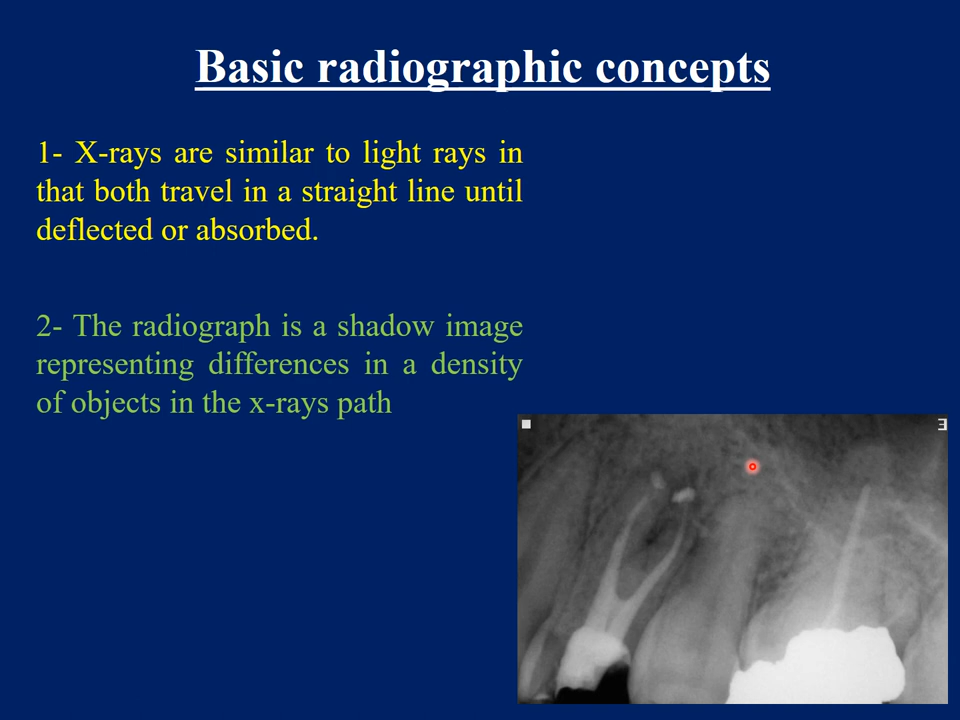 Basic radiographic concepts
1- X-rays are similar to light rays in
that both travel in a straight line until
deflected or absorbed.
2- The radiograph is a shadow image
representing differences in a density
of objects in the x-rays path